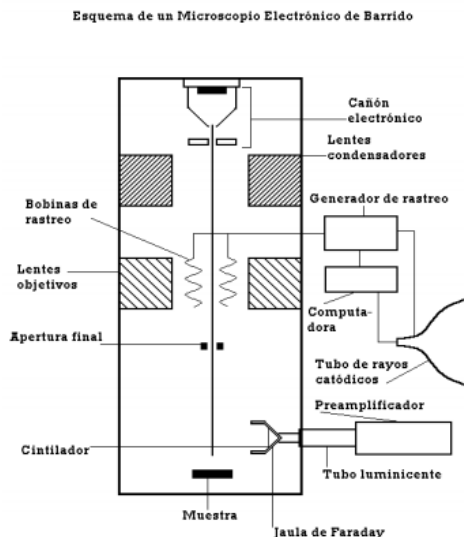 Esquema de un Microscopio Electrónico de Barrido
Cañón
electrónico
Lentes
condensadores
Bobinas de
rastreo
Generador de rastreo
Lentes
objetivos
Computa-
dora
Apertura final
Tubo de rayos
catódicos
Preamplificador
Cintilador
Tubo luminicente
Muestra
Jaula de Faraday